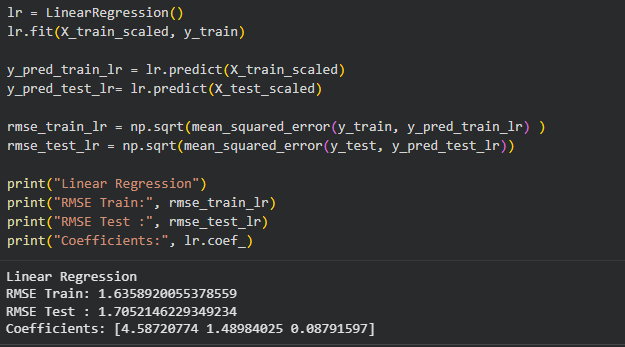 lr = LinearRegression()
lr.fit(X_train_scaled, y_train)
y_pred_train_lr = lr.predict(X_train_scaled)
y_pred_test_lr= lr.predict(X_test_scaled)
rmse_train_lr = np.sqrt(mean_squared_error(y_train, y_pred_train_lr) )
rmse_test_lr = np.sqrt(mean_squared_error(y_test, y_pred_test_lr))
print("Linear Regression")
print("RMSE Train:", rmse_train_lr)
print("RMSE Test :", rmse_test_lr)
print("Coefficients:", lr.coef_)
Linear Regression
RMSE Train: 1.6358920055378559
RMSE Test : 1.7052146229349234
Coefficients: [4.58720774 1.48984025 0.08791597]